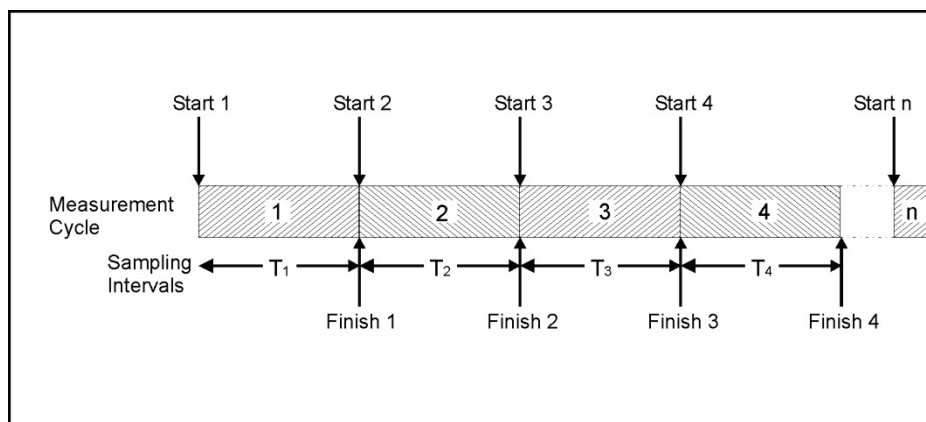 Start 1
Start 2
Start 3
Start 4
Start n
Measurement
Cycle
1
2
3
4
n
Sampling
Intervals
T₁
T₂
T₃
T₄
Finish 1
Finish 2
Finish 3
Finish 4